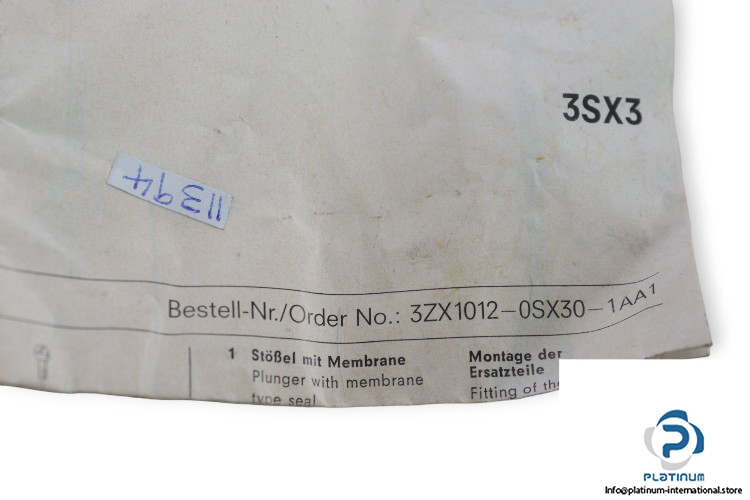 3SX3
11394
Bestell-Nr./Order No.: 3ZX1012-0SX30-1AA1
1 Stößel mit Membrane
Plunger with membrane
type seal
Montage der
Ersatzteile
Fitting of the
PLATINUM
Info@platinum-international.store